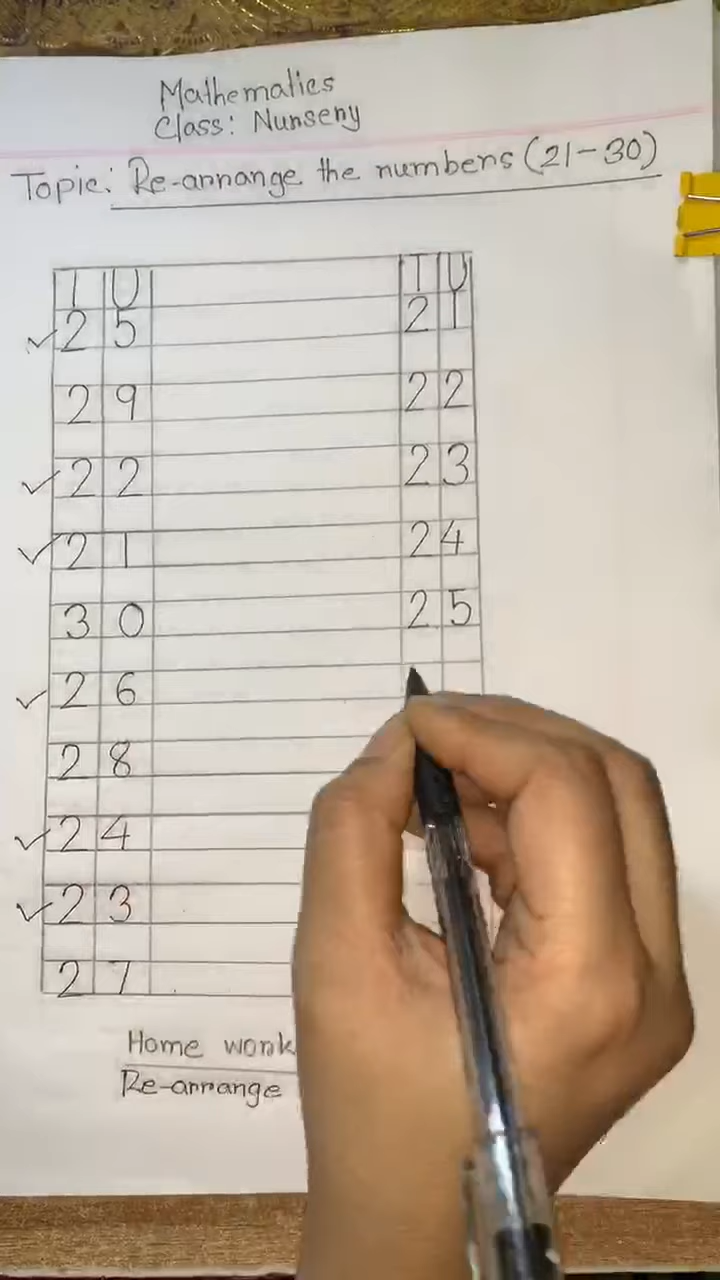 Mathematics
Class: Nunseny
Topic: Re-arrange the numbers (21-30)
T U T U
✓ 2 5 2 1
2 9 2 2
✓ 2 2 2 3
✓ 2 1 2 4
3 0 2 5
✓ 2 6
2 8
✓ 2 4
✓ 2 3
2 7
Home wonk
Re-arrange